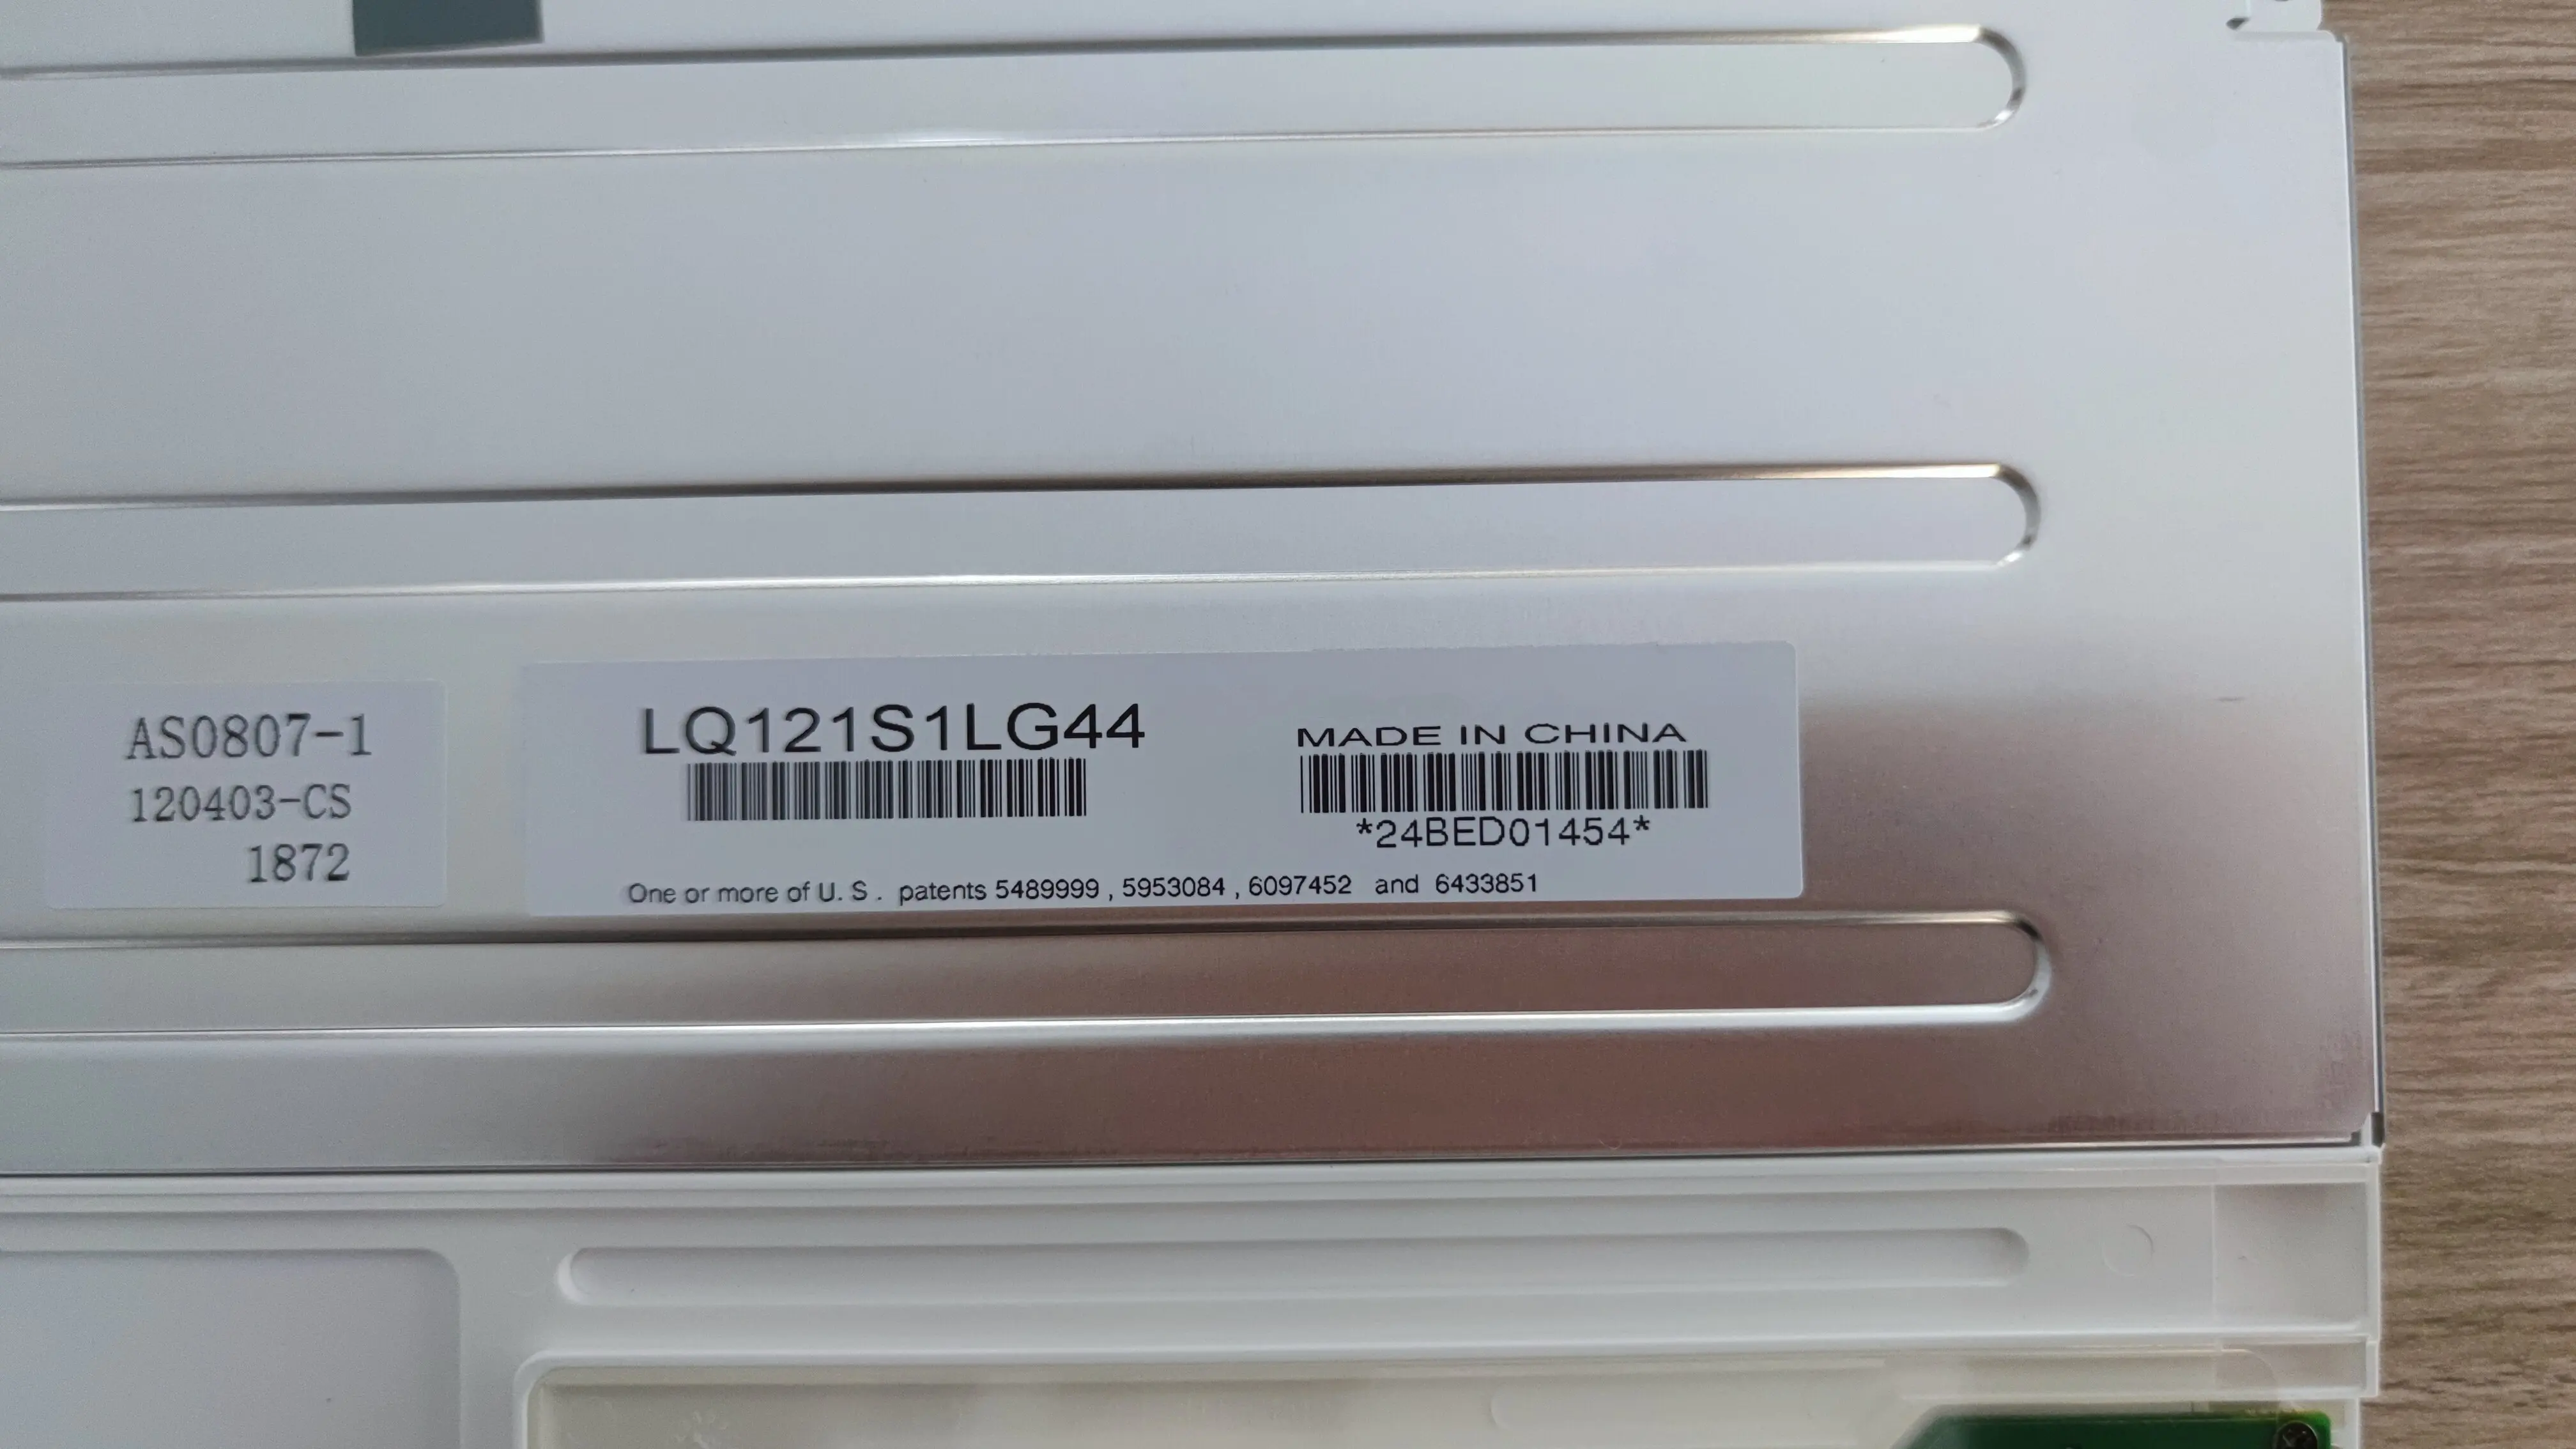 AS0807-1
120403-CS
1872
LQ121S1LG44
MADE IN CHINA
*24BED01454*
One or more of U. S . patents 5489999 , 5953084 , 6097452 and 6433851